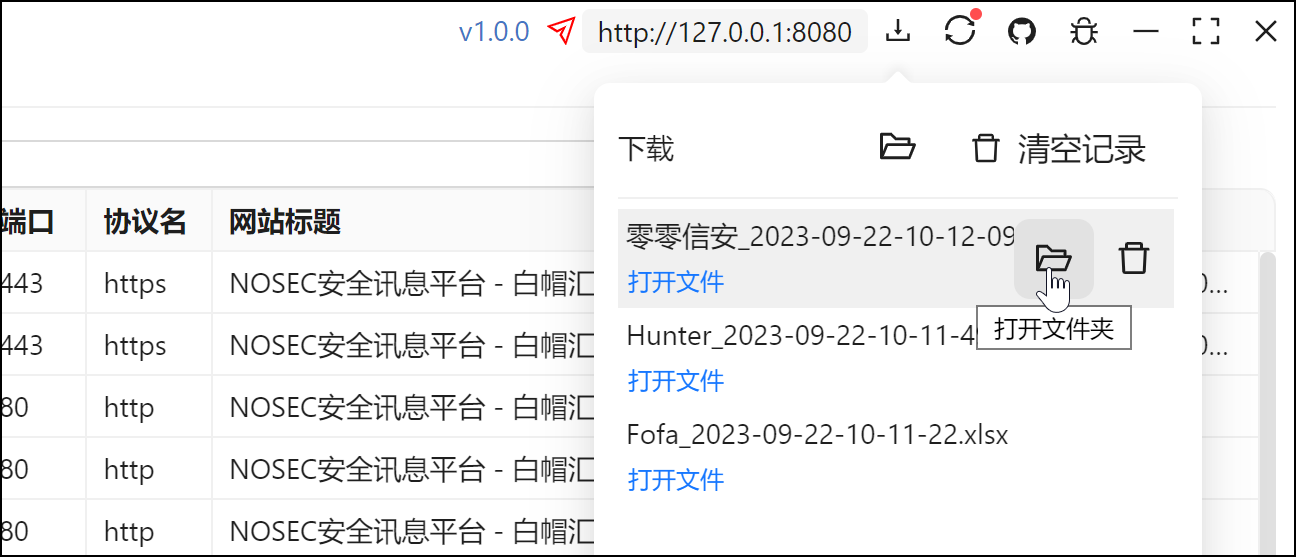 v1.0.0 http://127.0.0.1:8080
下载 清空记录
端口 协议名 网站标题
零零信安_2023-09-22-10-12-09
打开文件
443 https NOSEC安全讯息平台 - 白帽汇 0...
打开文件夹
Hunter_2023-09-22-10-11-4
443 https NOSEC安全讯息平台 - 白帽汇 0...
打开文件
80 http NOSEC安全讯息平台 - 白帽汇
Fofa_2023-09-22-10-11-22.xlsx
80 http NOSEC安全讯息平台 - 白帽汇
打开文件
80 http NOSEC安全讯息平台 - 白帽汇